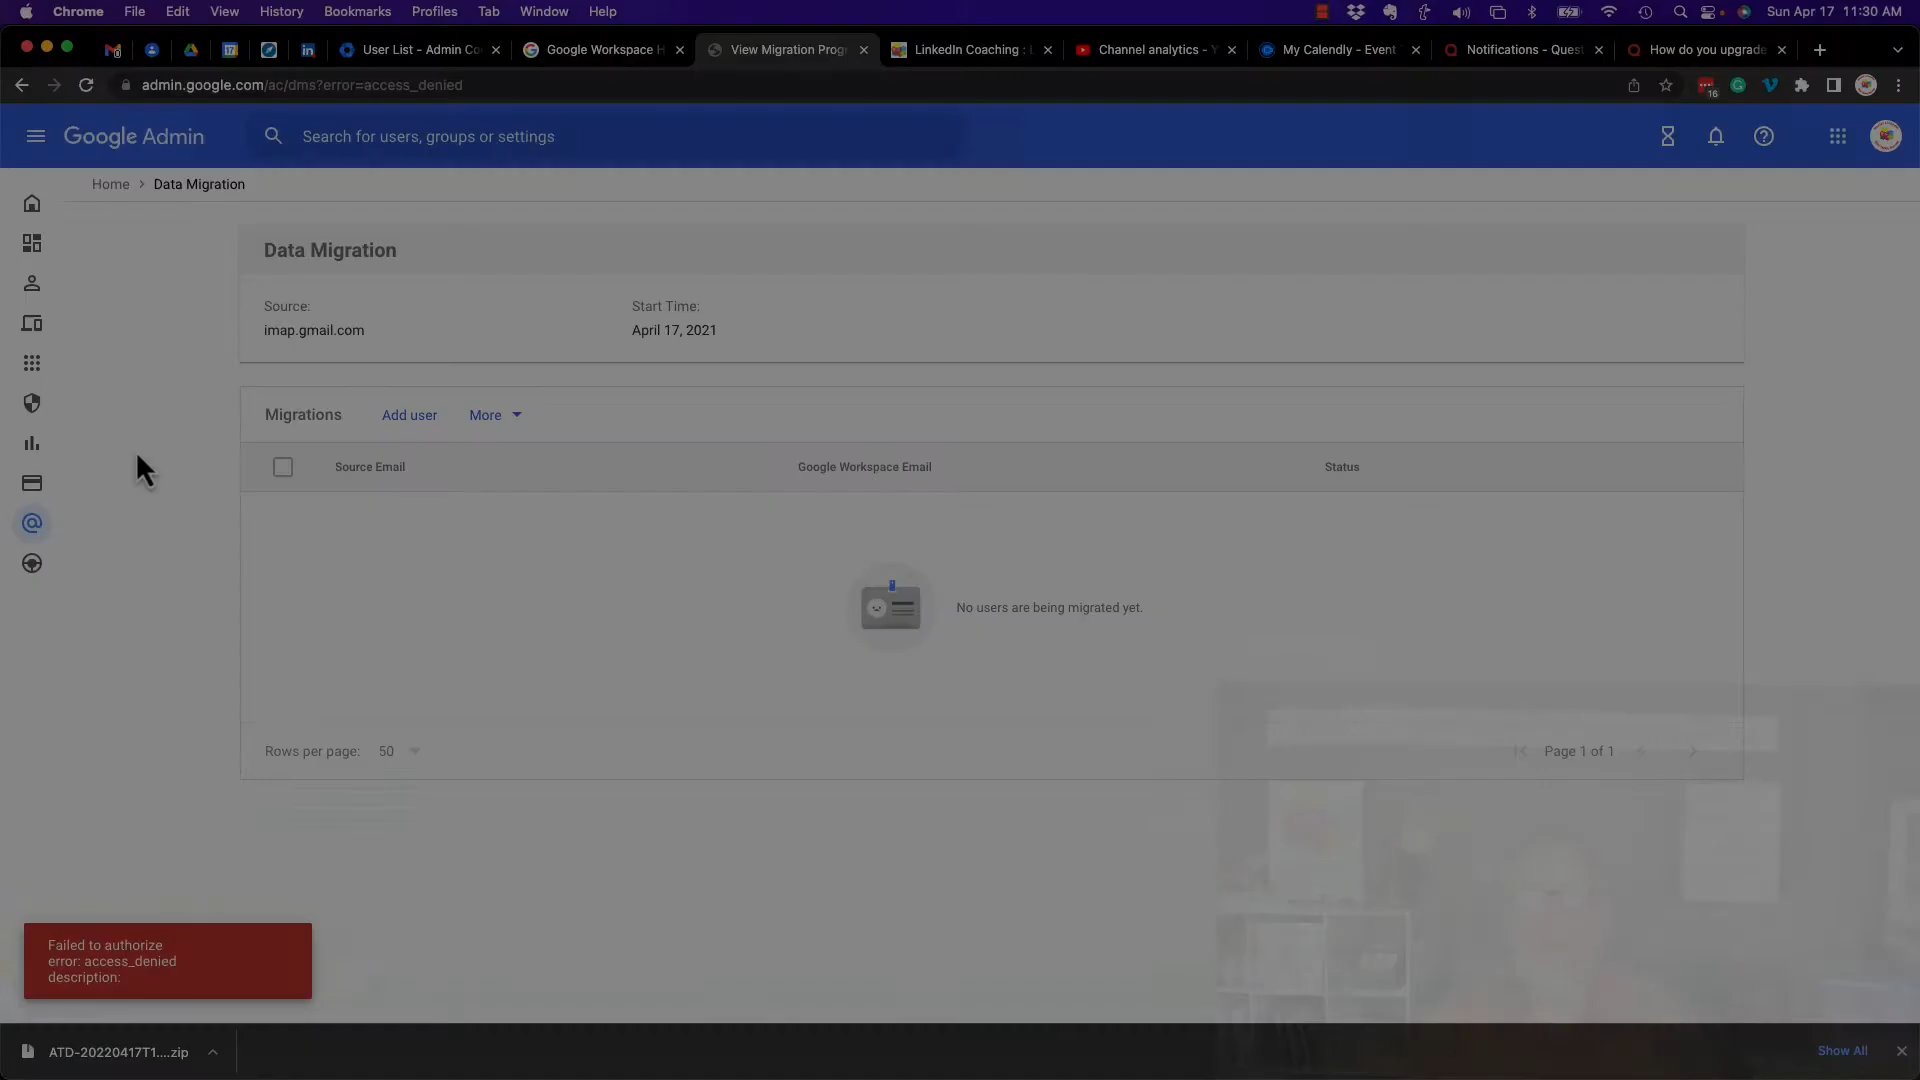 Chrome File Edit View History Bookmarks Profiles Tab Window Help
Sun Apr 17 11:30 AM
User List - Admin Co
Google Workspace H
View Migration Prog
LinkedIn Coaching :
Channel analytics - Y
My Calendly - Event
Notifications - Quest
How do you upgrade
admin.google.com/ac/dms?error=access_denied
16
Google Admin
Search for users, groups or settings
Home > Data Migration
Data Migration
Source:
Start Time:
imap.gmail.com
April 17, 2021
Migrations
Add user
More
Source Email
Google Workspace Email
Status
No users are being migrated yet.
Rows per page: 50
Page 1 of 1
Failed to authorize
error: access_denied
description:
ATD-20220417T1....zip
Show All